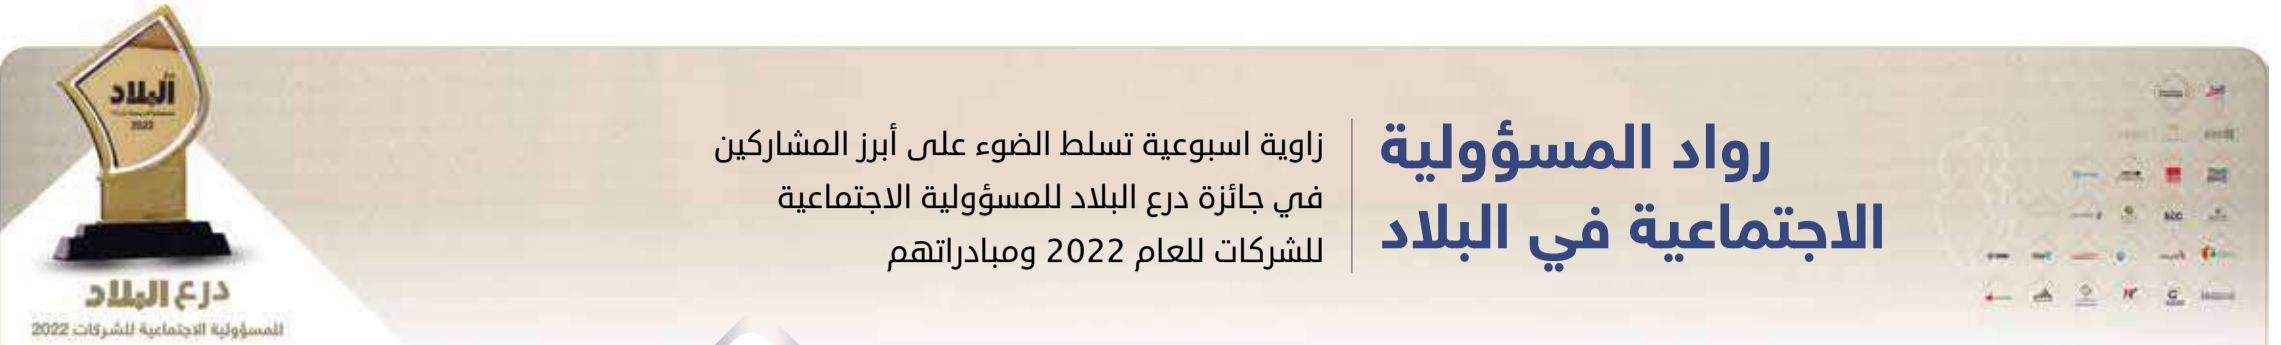 رواد المسؤولية
الاجتماعية في البلاد
زاوية اسبوعية تسلط الضوء على أبرز المشاركين
في جائزة درع البلاد للمسؤولية الاجتماعية
للشركات للعام 2022 ومبادراتهم
البلاد
2022
درع البلاد
للمسؤولية الاجتماعية للشركات 2022